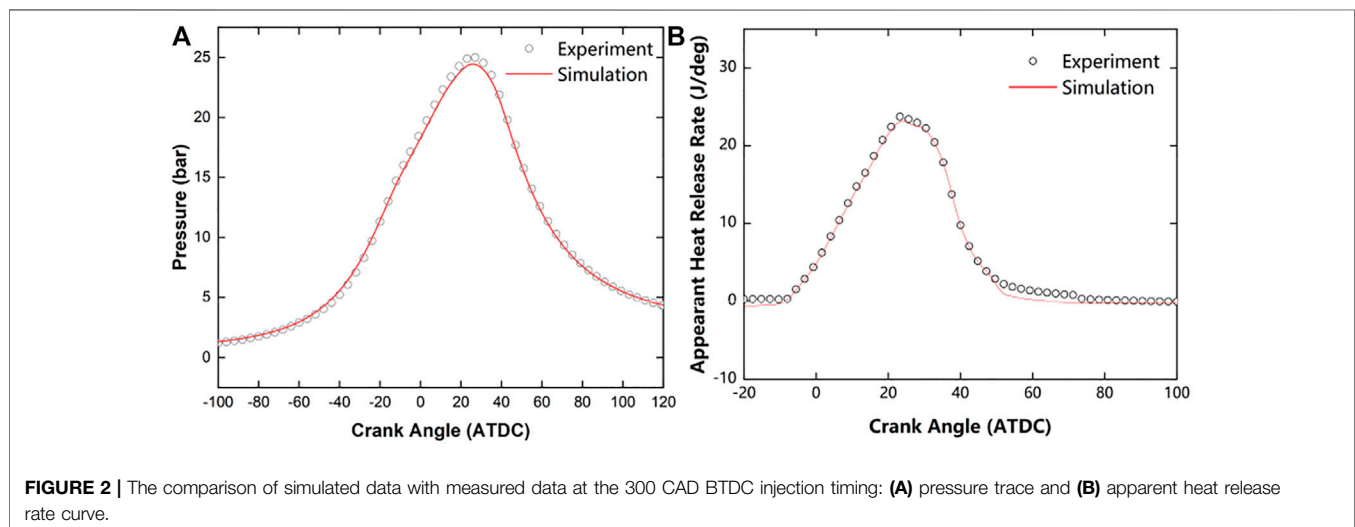 A
25
20
15
10
5
0
Pressure (bar)
-100 -80 -60 -40 -20 0 20 40 60 80 100 120
Crank Angle (ATDC)
Experiment
Simulation
B
30
20
10
0
-10
Appearant Heat Release Rate (J/deg)
-20 0 20 40 60 80 100
Crank Angle (ATDC)
Experiment
Simulation
FIGURE 2 | The comparison of simulated data with measured data at the 300 CAD BTDC injection timing: (A) pressure trace and (B) apparent heat release
rate curve.